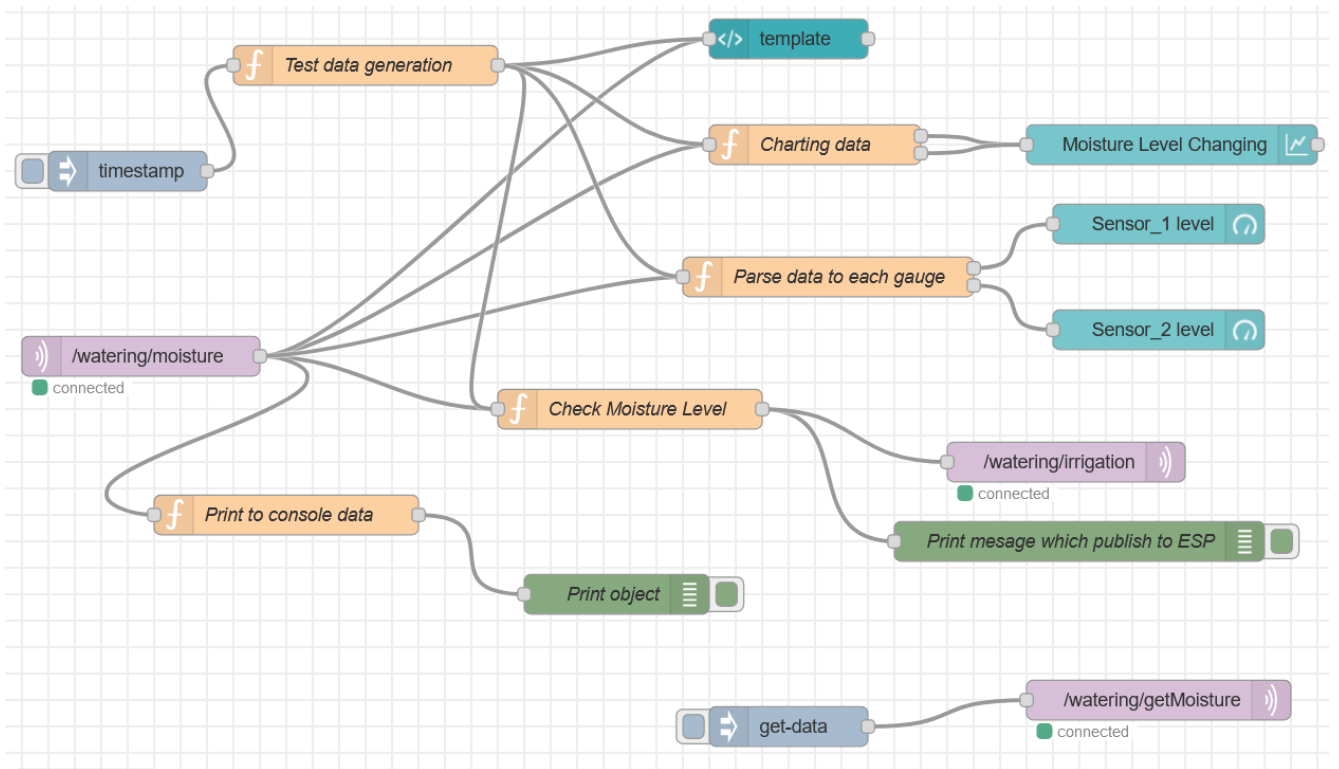 template
Test data generation
Charting data
Moisture Level Changing
timestamp
Sensor_1 level
Parse data to each gauge
Sensor_2 level
/watering/moisture
connected
Check Moisture Level
/watering/irrigation
connected
Print to console data
Print mesage which publish to ESP
Print object
/watering/getMoisture
get-data
connected